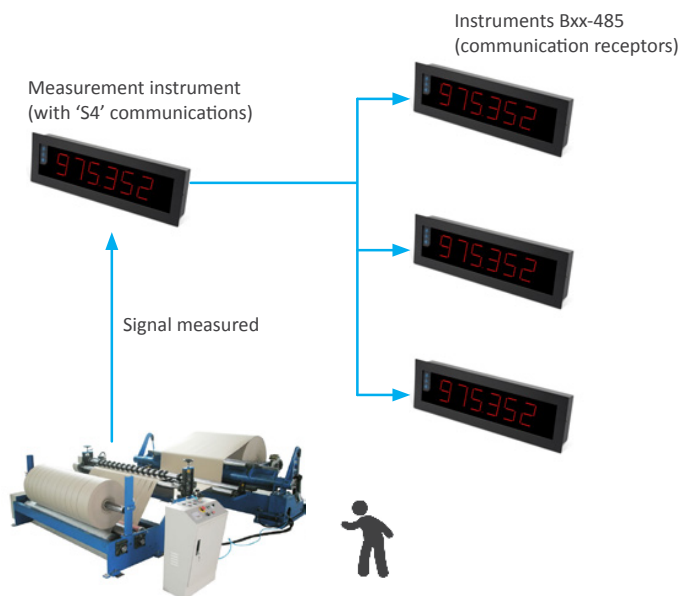 Instruments Bxx-485
(communication receptors)
Measurement instrument
(with ‘S4’ communications)
975352
975352
975352
Signal measured
975352